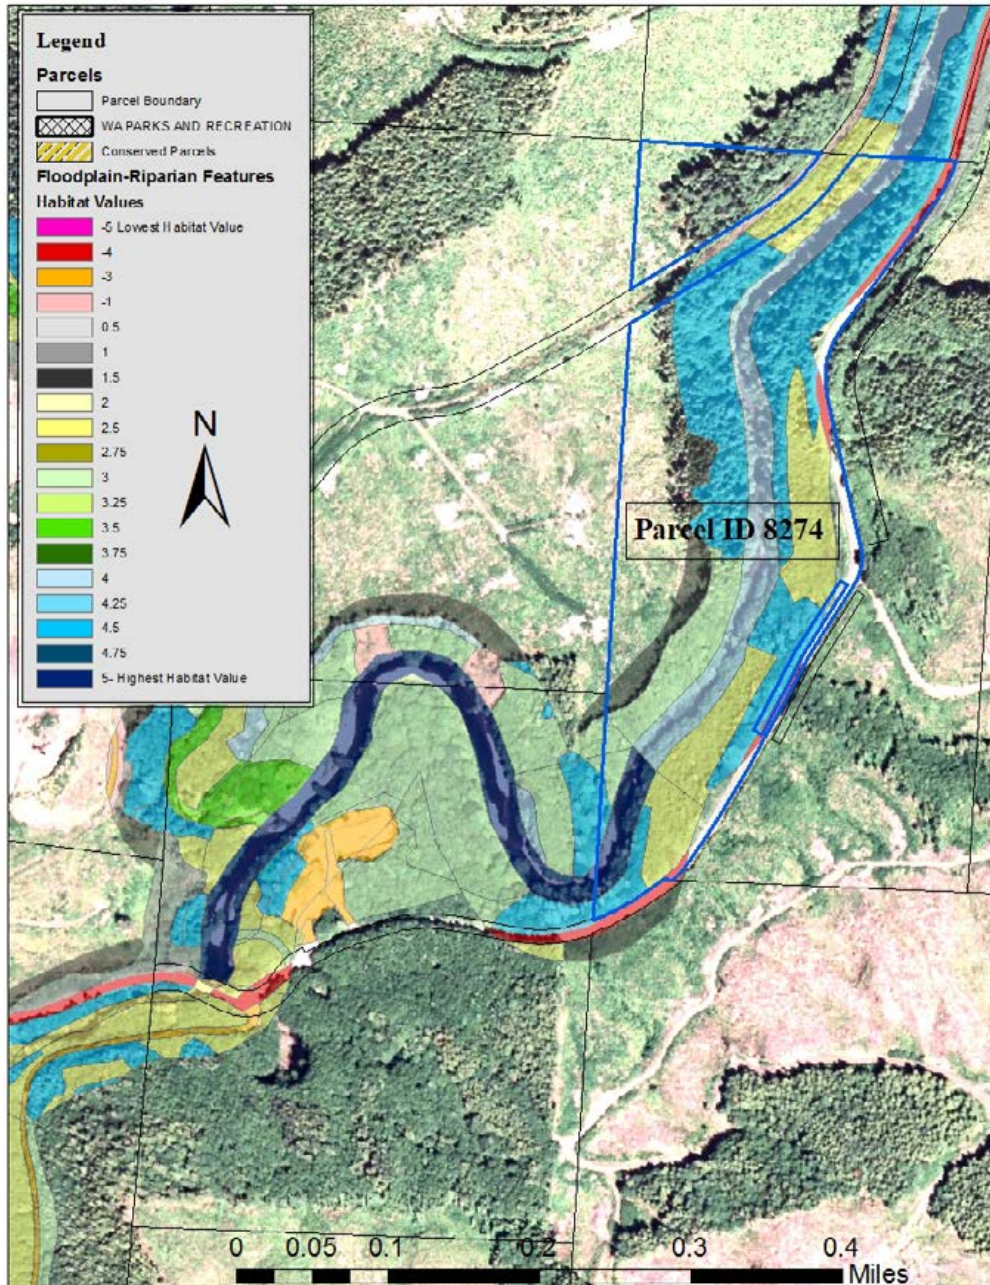 Legend
Parcels
Parcel Boundary
WA PARKS AND RECREATION
Conserved Parcels
Floodplain-Riparian Features
Habitat Values
-5 Lowest Habitat Value
-4
-3
-1
0.5
1
1.5
2
2.5
2.75
3
3.25
3.5
3.75
4
4.25
4.5
4.75
5- Highest Habitat Value
N
Parcel ID 8274
0 0.05 0.1 0.2 0.3 0.4
Miles